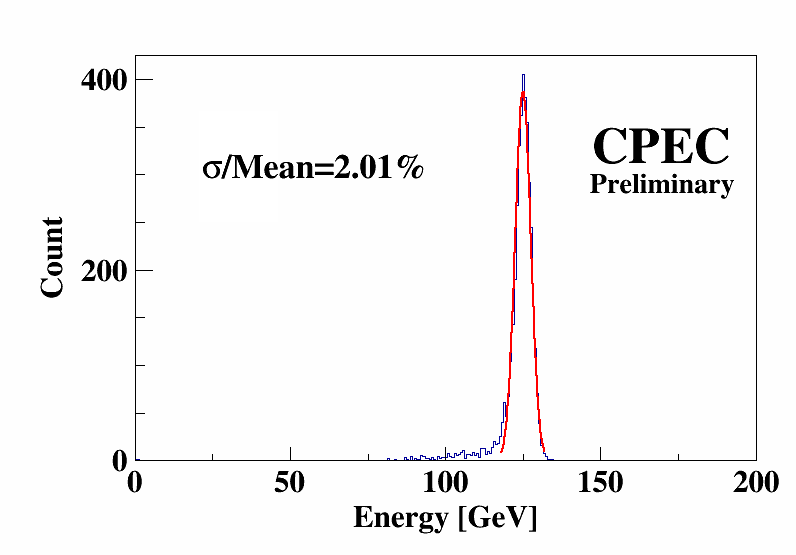 400
σ/Mean=2.01%
CPEC
Preliminary
Count
200
0
0 50 100 150 200
Energy [GeV]